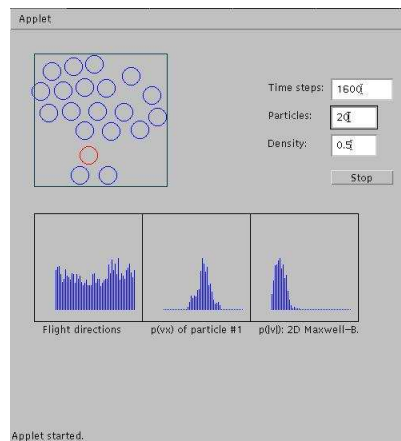 Applet
Time steps: 1600
Particles: 20
Density: 0.5
Stop
Flight directions
p(vx) of particle #1
p(|v|): 2D Maxwell-B.
Applet started.